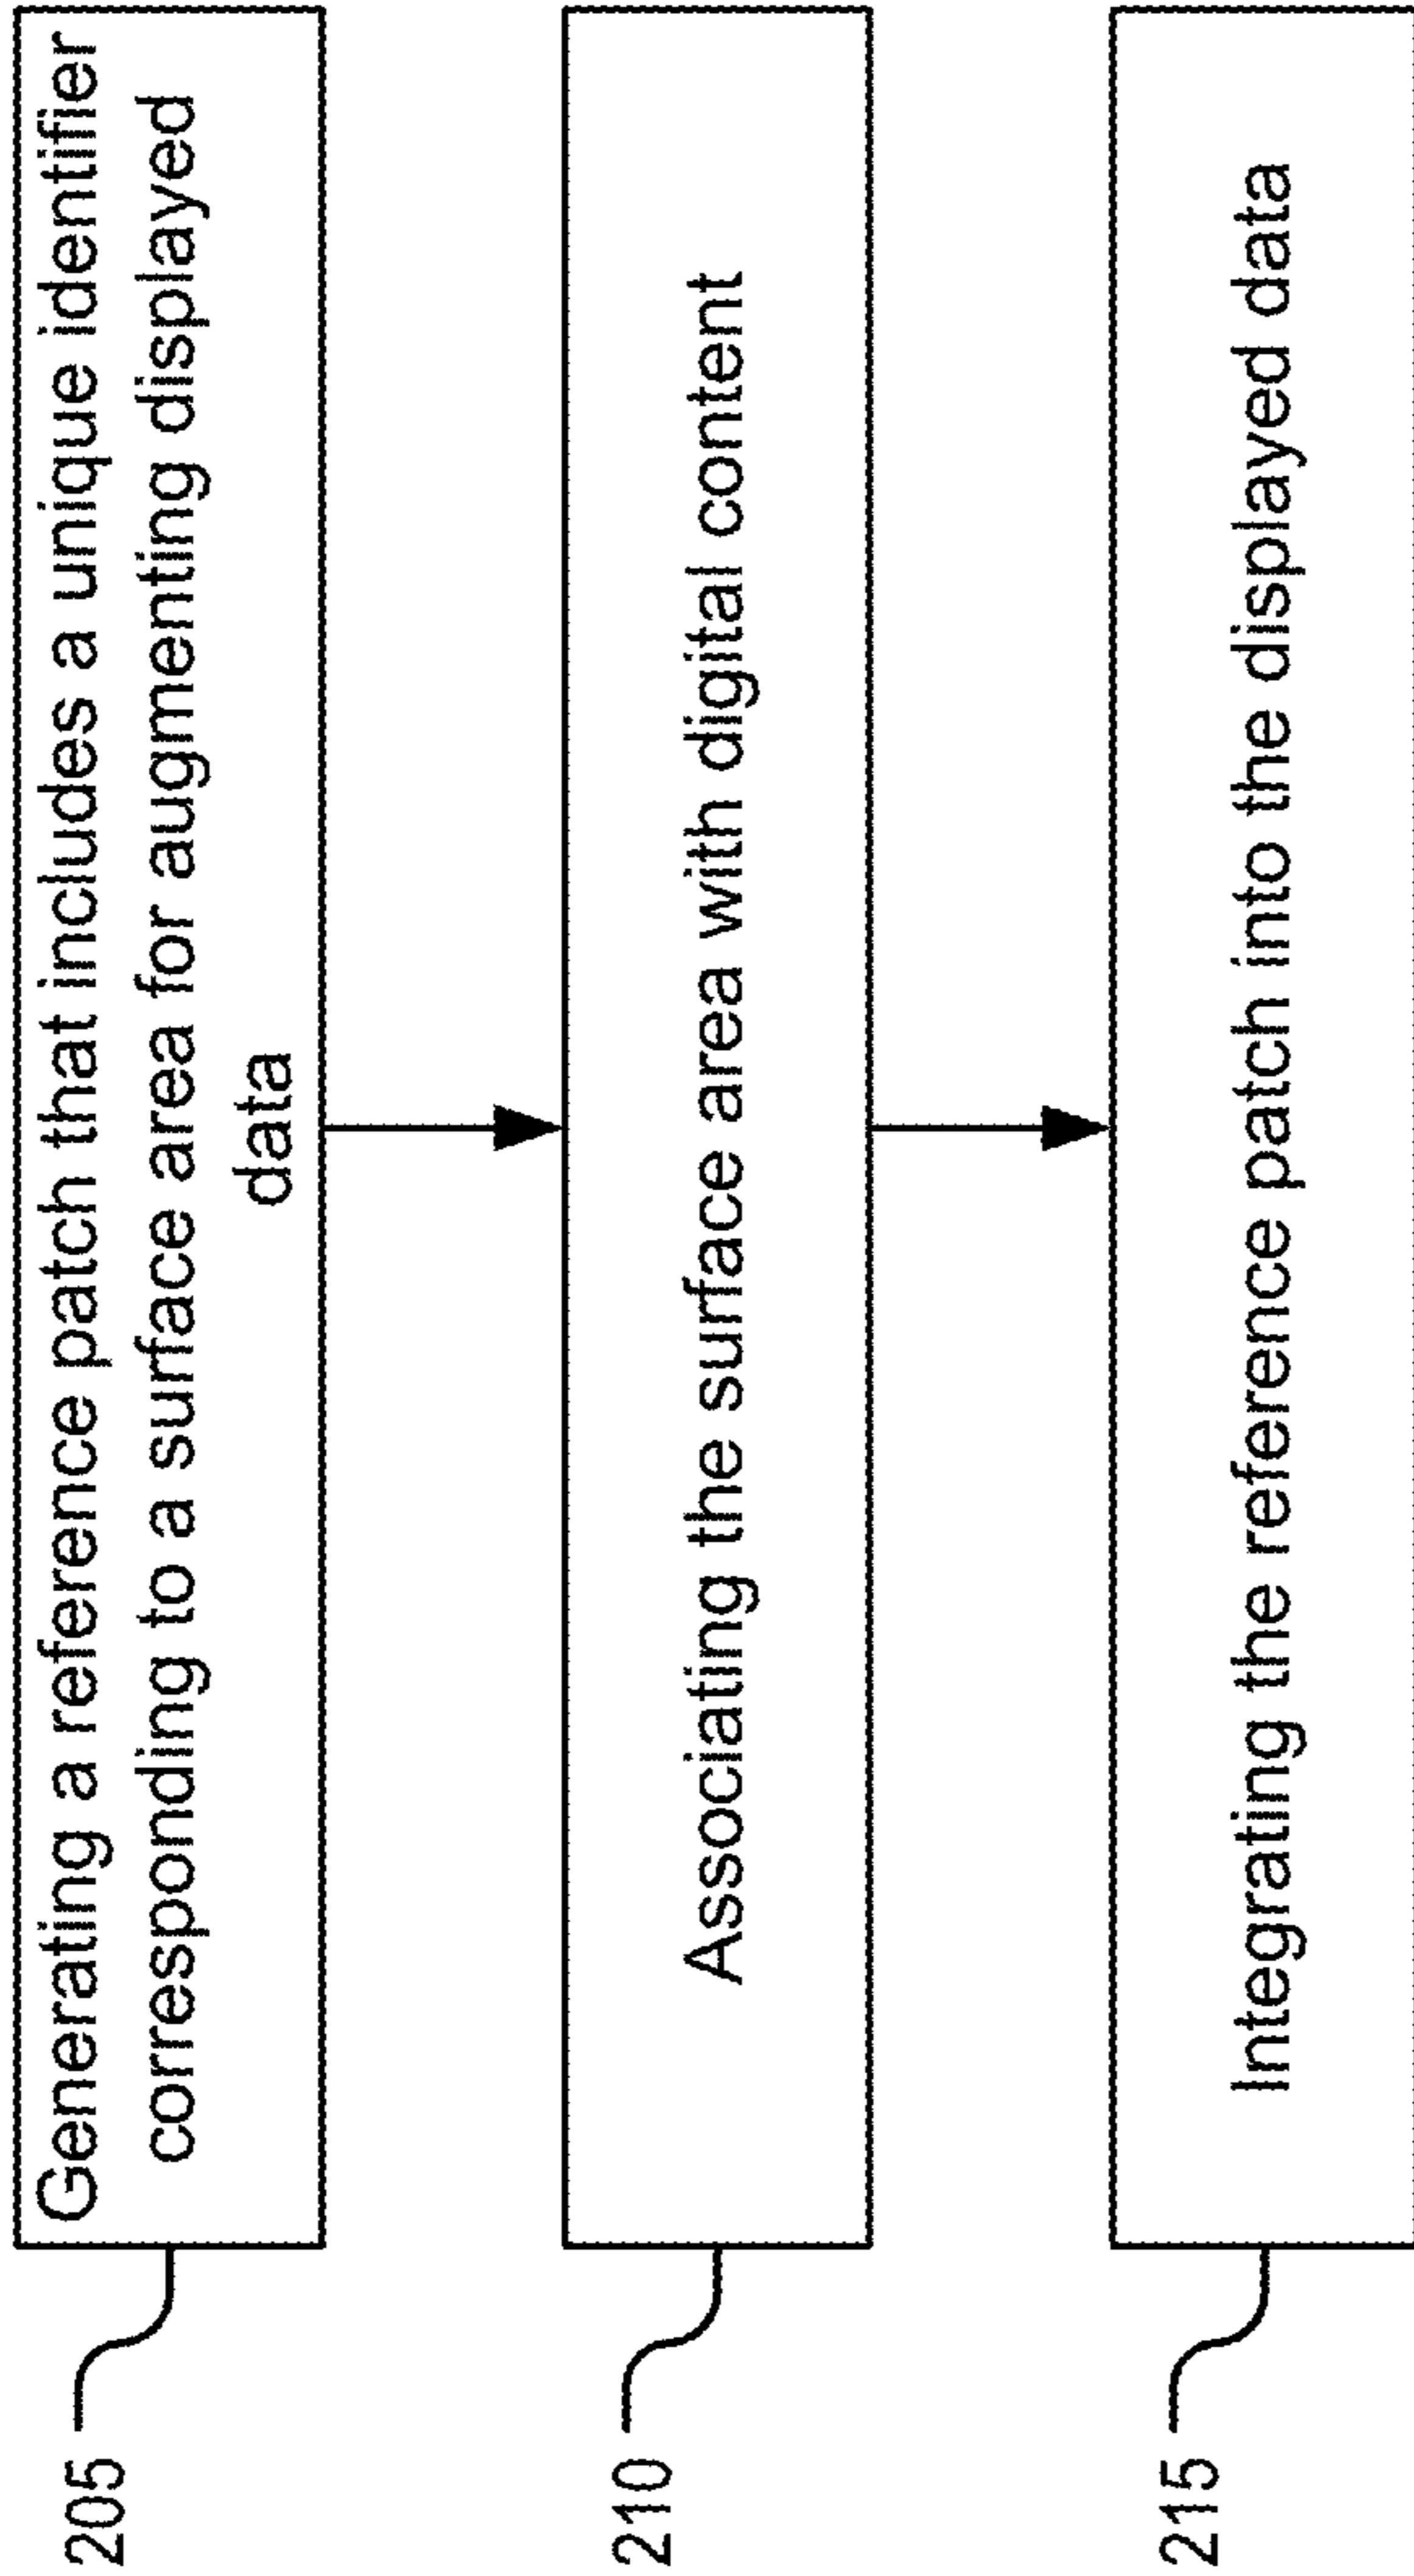 205
Generating a reference patch that includes a unique identifier
corresponding to a surface area for augmenting displayed
data
210
Associating the surface area with digital content
215
Integrating the reference patch into the displayed data